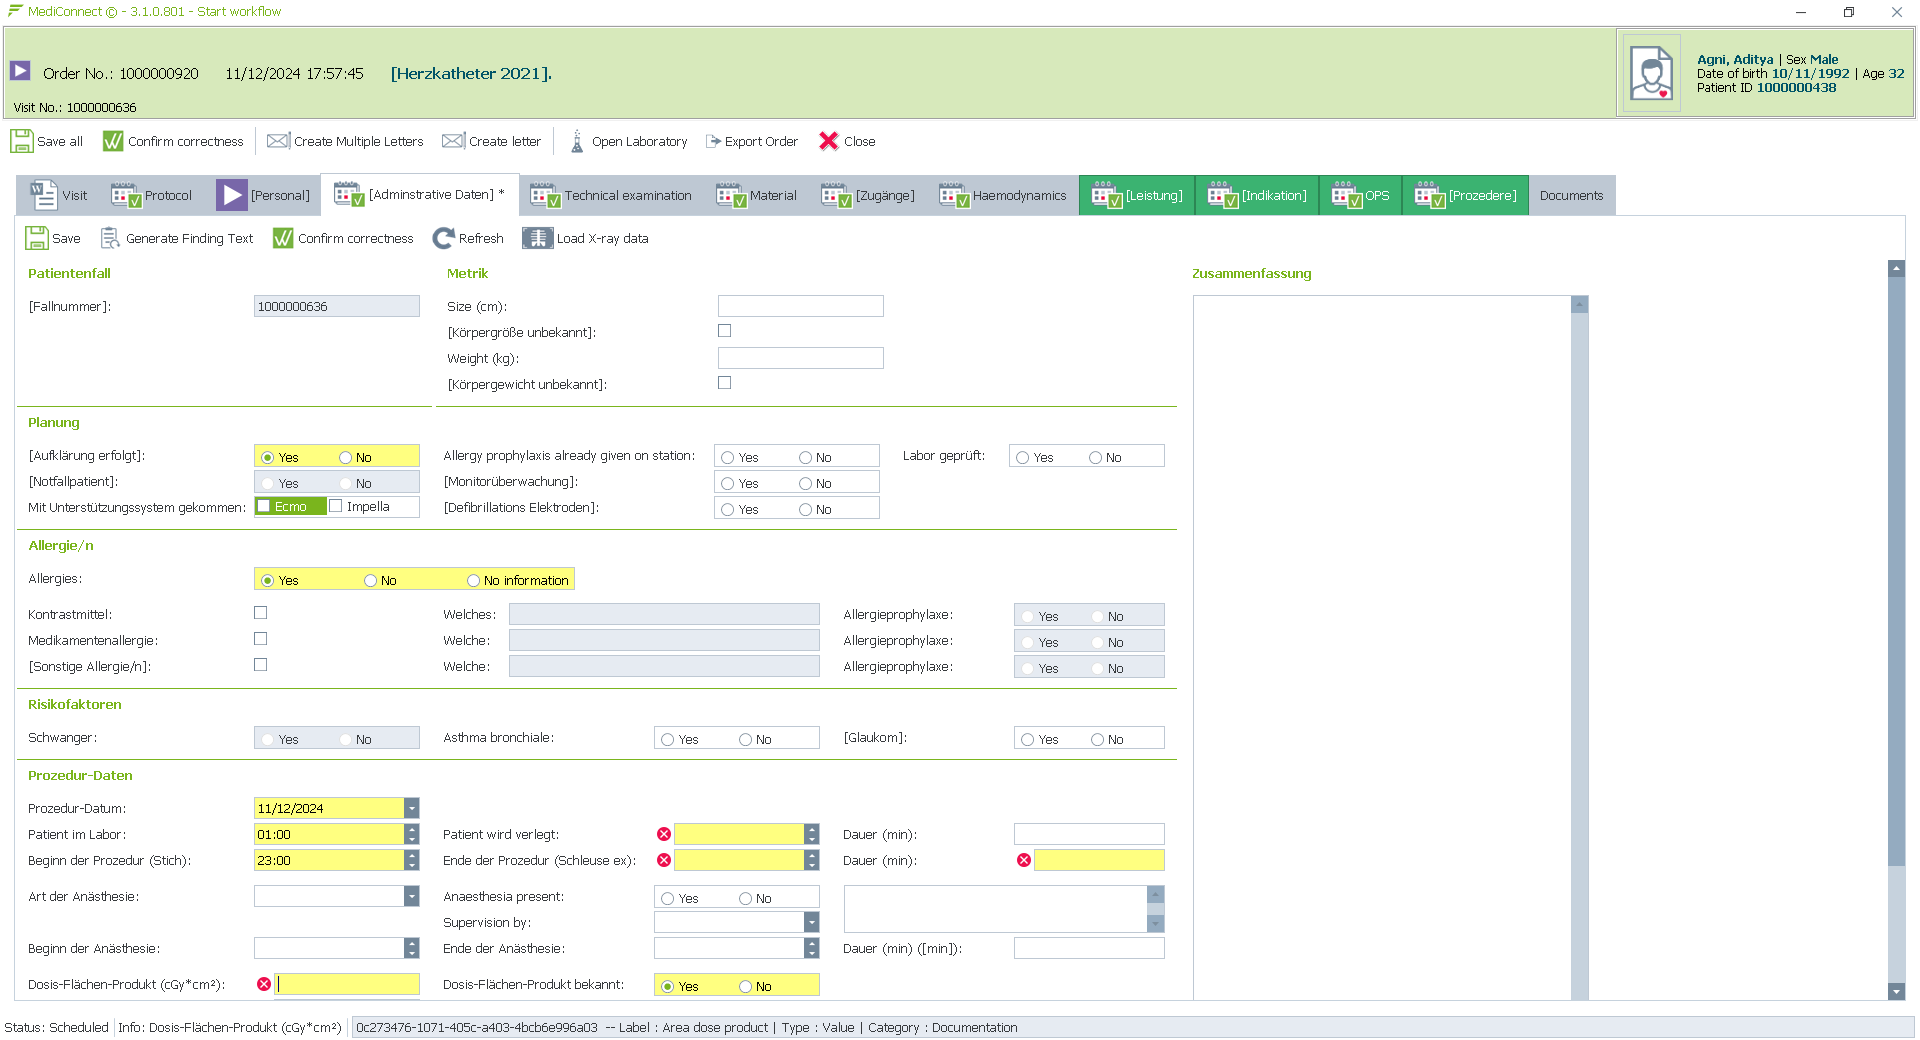 MediConnect © - 3.1.0.801 - Start workflow
Order No.: 1000000920 11/12/2024 17:57:45 [Herzkatheter 2021].
Visit No.: 1000000636
Agni, Aditya | Sex Male
Date of birth 10/11/1992 | Age 32
Patient ID 1000000438
Save all Confirm correctness Create Multiple Letters Create letter Open Laboratory Export Order Close
Visit Protocol [Personal] [Adminstrative Daten] * Technical examination Material [Zugänge] Haemodynamics [Leistung] [Indikation] OPS [Prozedere] Documents
Save Generate Finding Text Confirm correctness Refresh Load X-ray data
Patientenfall Metrik Zusammenfassung
[Fallnummer]: 1000000636 Size (cm):
[Körpergröße unbekannt]:
Weight (kg):
[Körpergewicht unbekannt]:
Planung
[Aufklärung erfolgt]: Yes No Allergy prophylaxis already given on station: Yes No Labor geprüft: Yes No
[Notfallpatient]: Yes No [Monitorüberwachung]: Yes No
Mit Unterstützungssystem gekommen: Ecmo Impella [Defibrillations Elektroden]: Yes No
Allergie/n
Allergies: Yes No No information
Kontrastmittel: Welches: Allergieprophylaxe: Yes No
Medikamentenallergie: Welche: Allergieprophylaxe: Yes No
[Sonstige Allergie/n]: Welche: Allergieprophylaxe: Yes No
Risikofaktoren
Schwanger: Yes No Asthma bronchiale: Yes No [Glaukom]: Yes No
Prozedur-Daten
Prozedur-Datum: 11/12/2024
Patient im Labor: 01:00 Patient wird verlegt: Dauer (min):
Beginn der Prozedur (Stich): 23:00 Ende der Prozedur (Schleuse ex): Dauer (min):
Art der Anästhesie: Anaesthesia present: Yes No
Supervision by:
Beginn der Anästhesie: Ende der Anästhesie: Dauer (min) ([min]):
Dosis-Flächen-Produkt (cGy*cm²): Dosis-Flächen-Produkt bekannt: Yes No
Status: Scheduled Info: Dosis-Flächen-Produkt (cGy*cm²) 0c273476-1071-405c-a403-4bcb6e996a03 -- Label : Area dose product | Type : Value | Category : Documentation